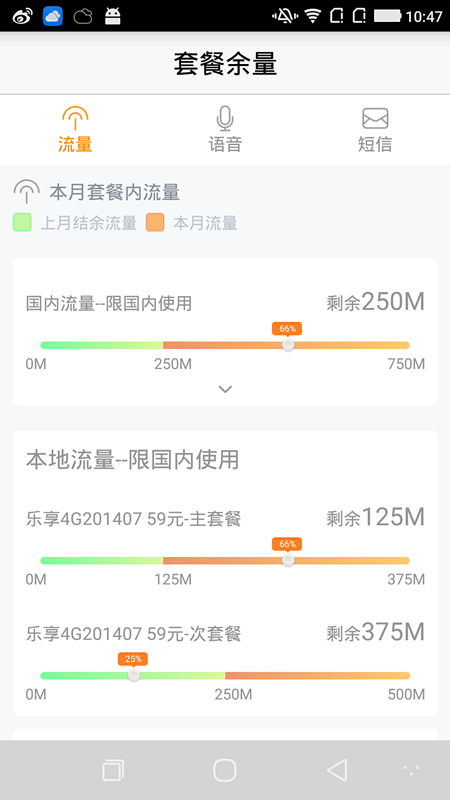 10:47
套餐余量
流量 语音 短信
本月套餐内流量
上月结余流量 本月流量
国内流量--限国内使用 剩余250M
66%
0M 250M 750M
本地流量--限国内使用
乐享4G201407 59元-主套餐 剩余125M
66%
0M 125M 375M
乐享4G201407 59元-次套餐 剩余375M
25%
0M 250M 500M